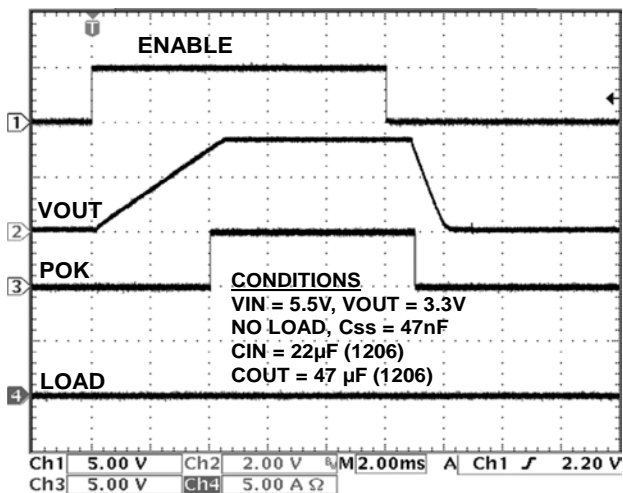 T
ENABLE
1
VOUT
2
POK
3
CONDITIONS
VIN = 5.5V, VOUT = 3.3V
NO LOAD, Css = 47nF
CIN = 22µF (1206)
COUT = 47 µF (1206)
LOAD
4
Ch1 5.00 V Ch2 2.00 V M 2.00ms A Ch1 2.20 V
Ch3 5.00 V Ch4 5.00 A Ω